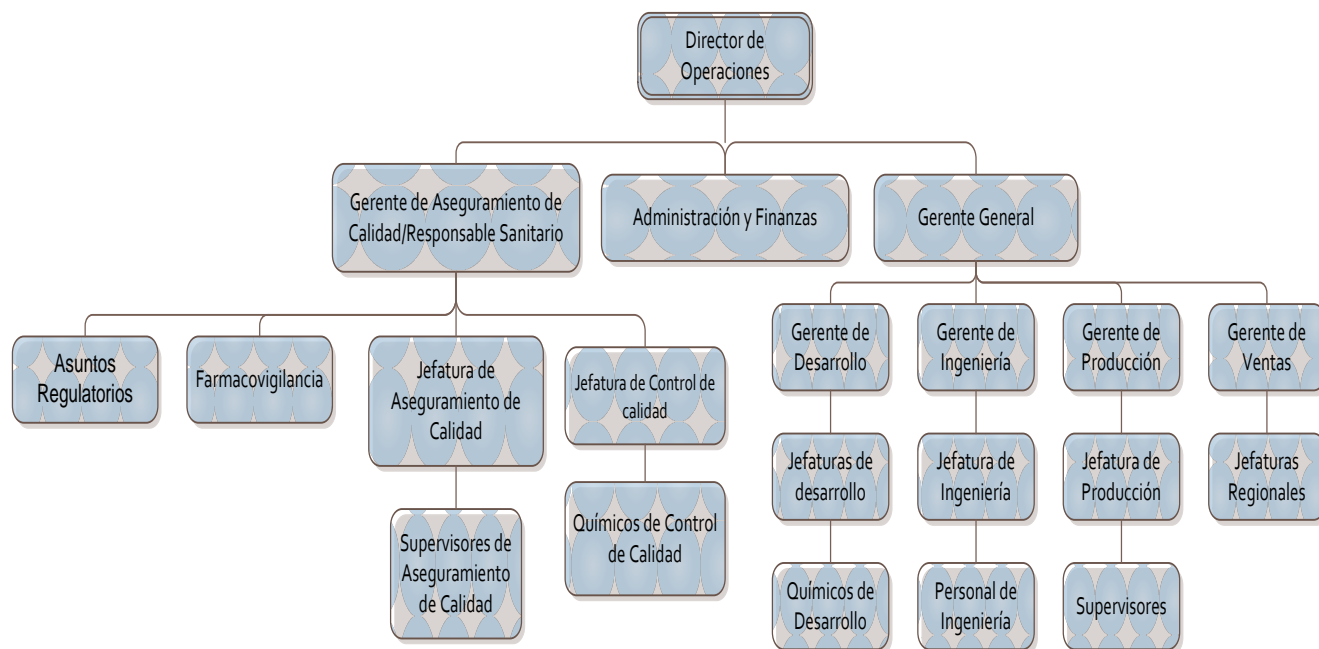 Director de
Operaciones
Gerente de Aseguramiento de
Calidad/Responsable Sanitario
Administración y Finanzas
Gerente General
Asuntos
Regulatorios
Farmacovigilancia
Jefatura de
Aseguramiento de
Calidad
Jefatura de Control de
calidad
Gerente de
Desarrollo
Gerente de
Ingeniería
Gerente de
Producción
Gerente de
Ventas
Jefaturas de
desarrollo
Jefatura de
Ingeniería
Jefatura de
Producción
Jefaturas
Regionales
Supervisores de
Aseguramiento
de Calidad
Químicos de Control
de Calidad
Químicos de
Desarrollo
Personal de
Ingeniería
Supervisores